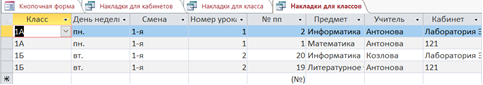 Кнопочная форма Накладки для кабинетов Накладки для класса Накладки для классов
Класс День недели Смена Номер урока № пп Предмет Учитель Кабинет
1А пн. 1-я 1 2 Информатика Антонова Лаборатория
1А пн. 1-я 1 1 Математика Антонова 121
1Б вт. 1-я 2 20 Информатика Козлова Лаборатория
1Б вт. 1-я 2 19 Литературное Антонова 121
(№)